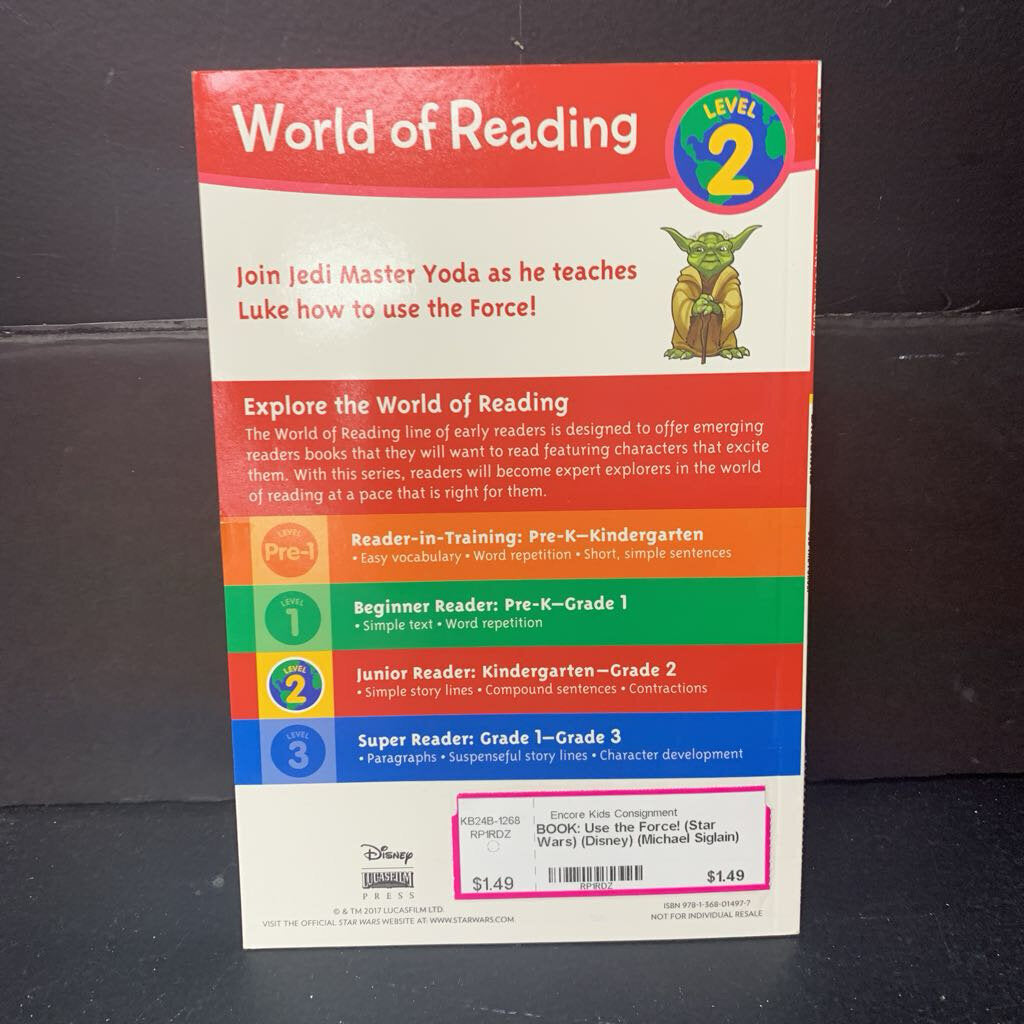 World of Reading
LEVEL
2
Join Jedi Master Yoda as he teaches
Luke how to use the Force!
Explore the World of Reading
The World of Reading line of early readers is designed to offer emerging
readers books that they will want to read featuring characters that excite
them. With this series, readers will become expert explorers in the world
of reading at a pace that is right for them.
LEVEL
Pre-1
Reader-in-Training: Pre-K—Kindergarten
• Easy vocabulary • Word repetition • Short, simple sentences
LEVEL
1
Beginner Reader: Pre-K—Grade 1
• Simple text • Word repetition
LEVEL
2
Junior Reader: Kindergarten—Grade 2
• Simple story lines • Compound sentences • Contractions
LEVEL
3
Super Reader: Grade 1—Grade 3
• Paragraphs • Suspenseful story lines • Character development
KB24B-1268
RP1RDZ
$1.49
Encore Kids Consignment
BOOK: Use the Force! (Star
Wars) (Disney) (Michael Siglain)
RP1RDZ
$1.49
Disney
LUCASFILM
PRESS
© & TM 2017 LUCASFILM LTD.
VISIT THE OFFICIAL STAR WARS WEBSITE AT: WWW.STARWARS.COM
ISBN 978-1-368-01497-7
NOT FOR INDIVIDUAL RESALE